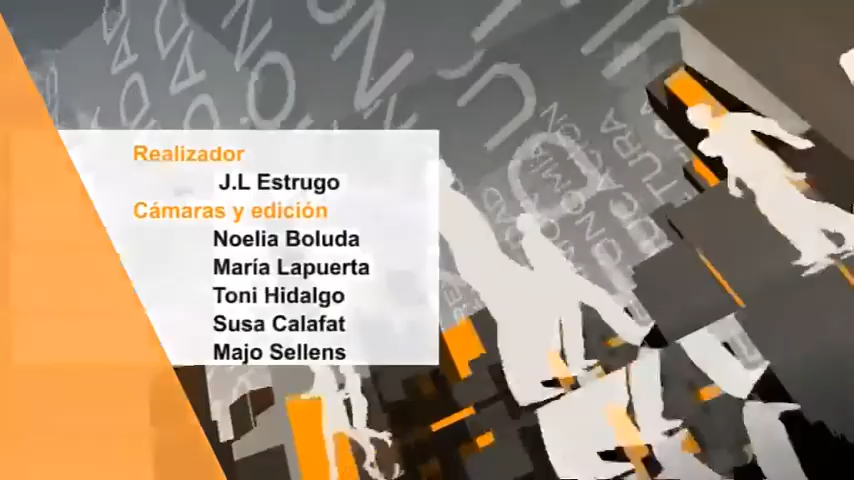 Realizador
J.L Estrugo
Cámaras y edición
Noelia Boluda
María Lapuerta
Toni Hidalgo
Susa Calafat
Majo Sellens